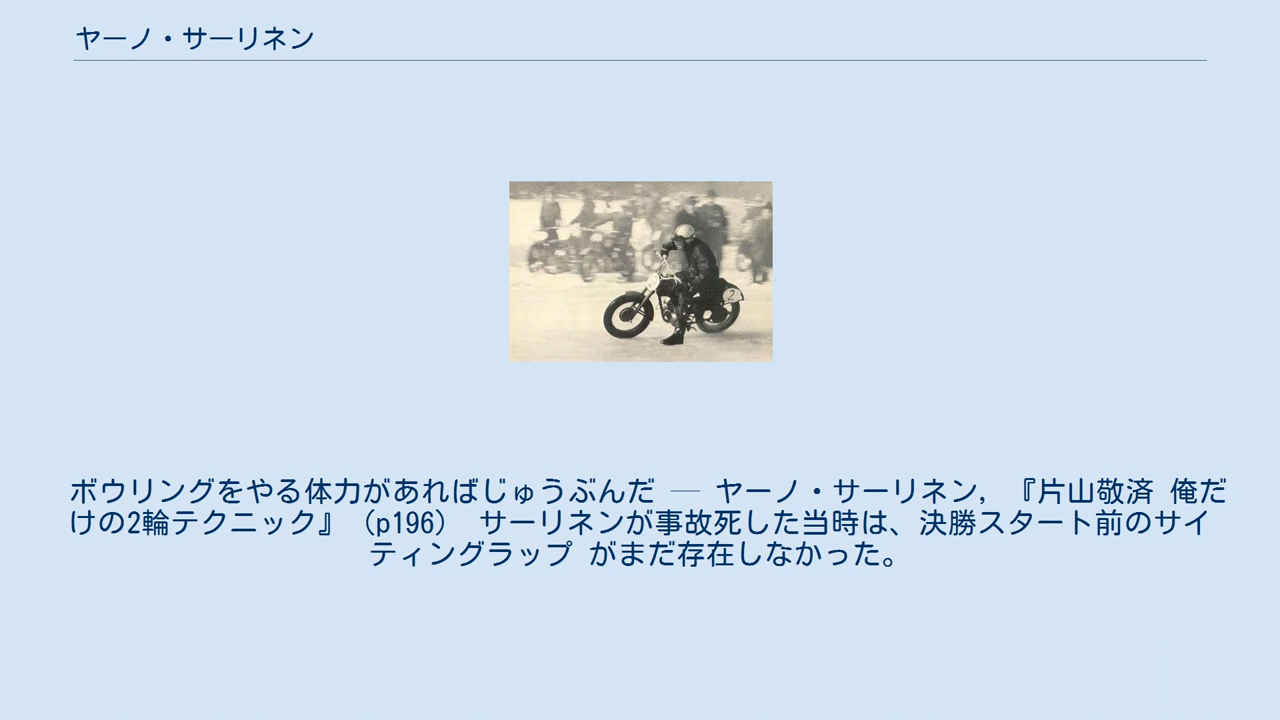 ヤーノ・サーリネン
ボウリングをやる体力があればじゅうぶんだ ― ヤーノ・サーリネン, 『片山敬済 俺だ
けの2輪テクニック』 （p196） サーリネンが事故死した当時は、決勝スタート前のサイ
ティングラップ がまだ存在しなかった。
2